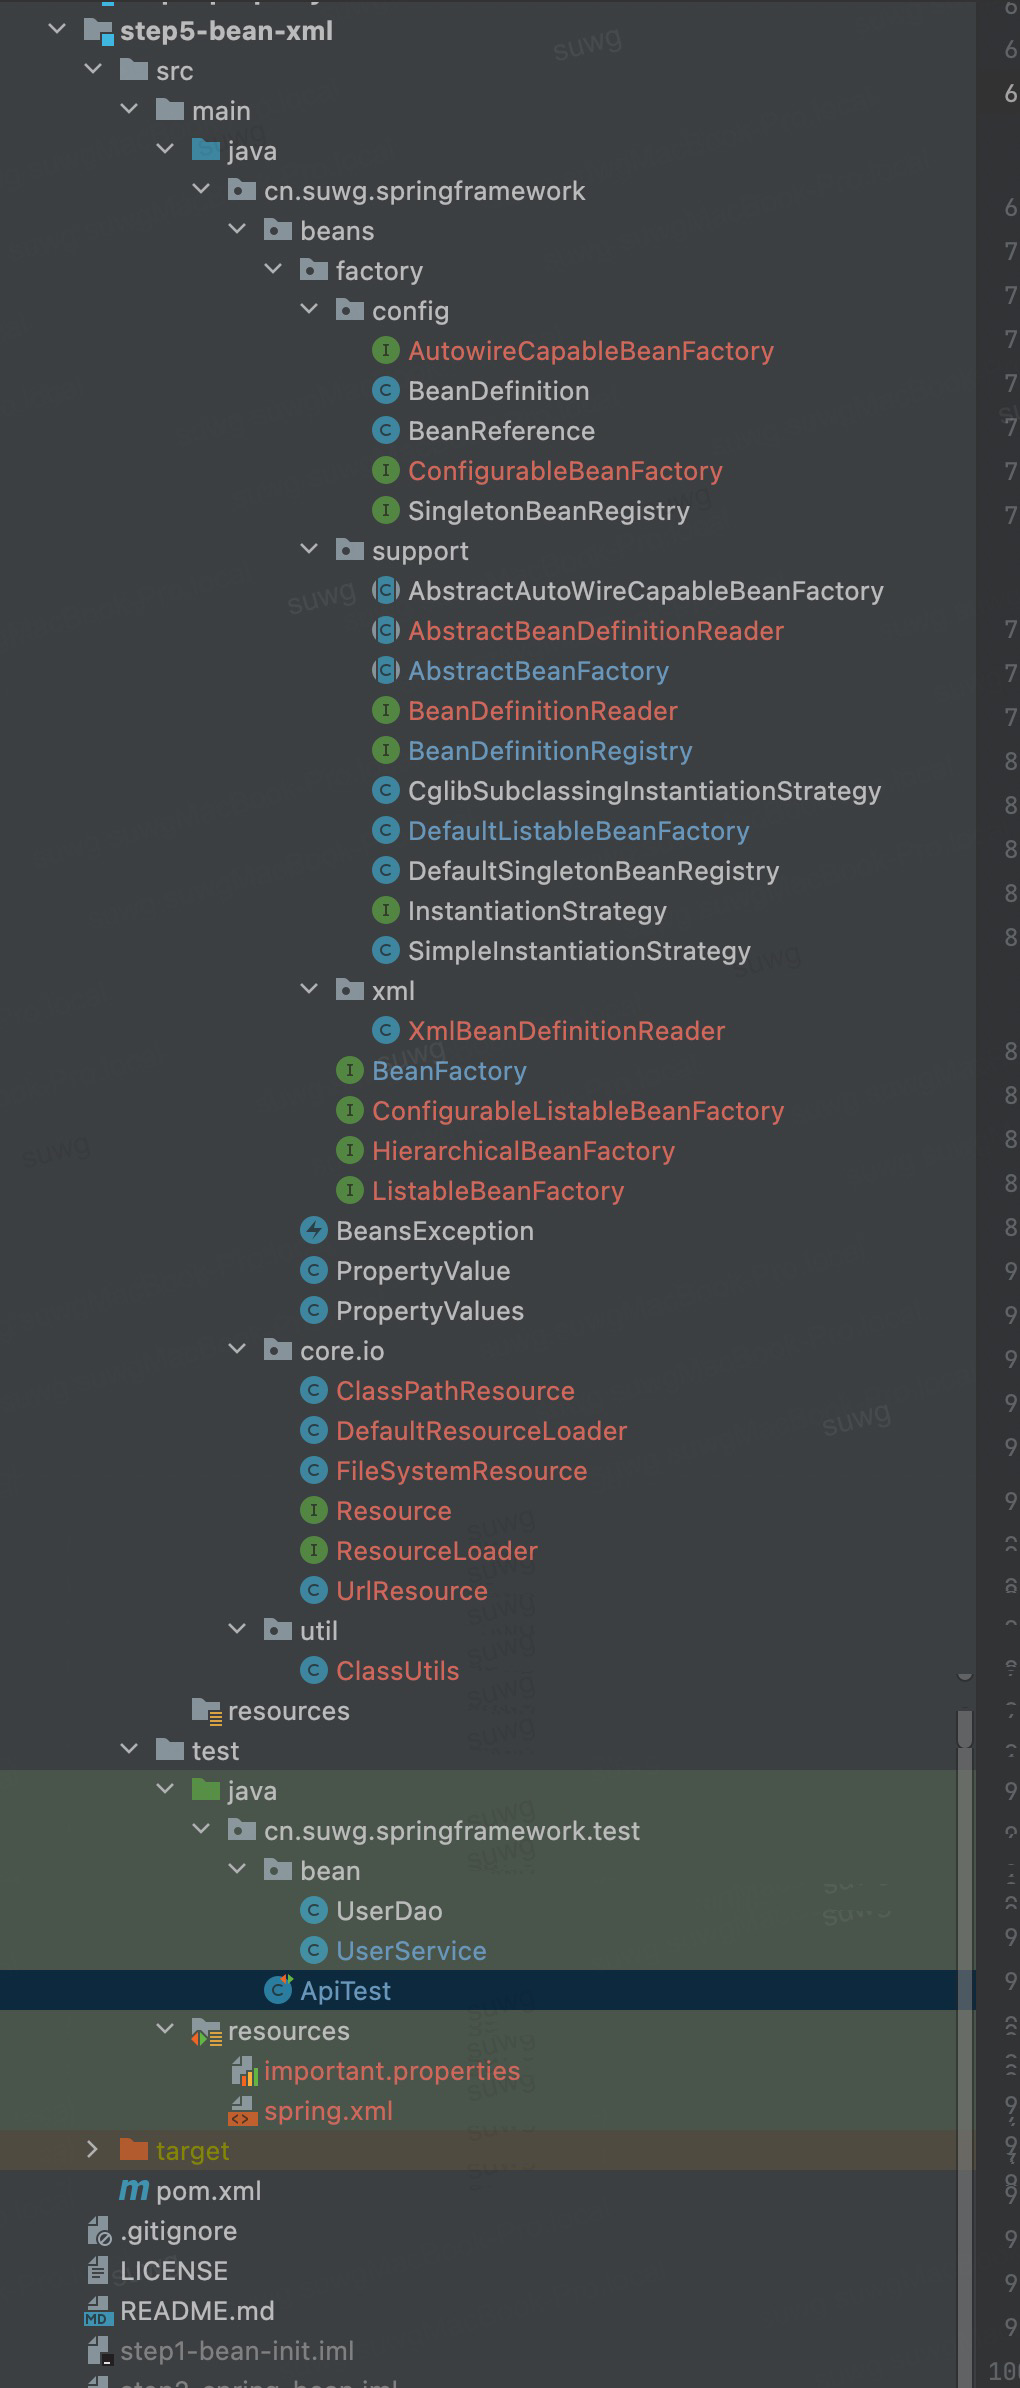 step5-bean-xml
src
main
java
cn.suwg.springframework
beans
factory
config
AutowireCapableBeanFactory
BeanDefinition
BeanReference
ConfigurableBeanFactory
SingletonBeanRegistry
support
AbstractAutoWireCapableBeanFactory
AbstractBeanDefinitionReader
AbstractBeanFactory
BeanDefinitionReader
BeanDefinitionRegistry
CglibSubclassingInstantiationStrategy
DefaultListableBeanFactory
DefaultSingletonBeanRegistry
InstantiationStrategy
SimpleInstantiationStrategy
xml
XmlBeanDefinitionReader
BeanFactory
ConfigurableListableBeanFactory
HierarchicalBeanFactory
ListableBeanFactory
BeansException
PropertyValue
PropertyValues
core.io
ClassPathResource
DefaultResourceLoader
FileSystemResource
Resource
ResourceLoader
UrlResource
util
ClassUtils
resources
test
java
cn.suwg.springframework.test
bean
UserDao
UserService
ApiTest
resources
important.properties
spring.xml
target
pom.xml
.gitignore
LICENSE
README.md
step1-bean-init.iml